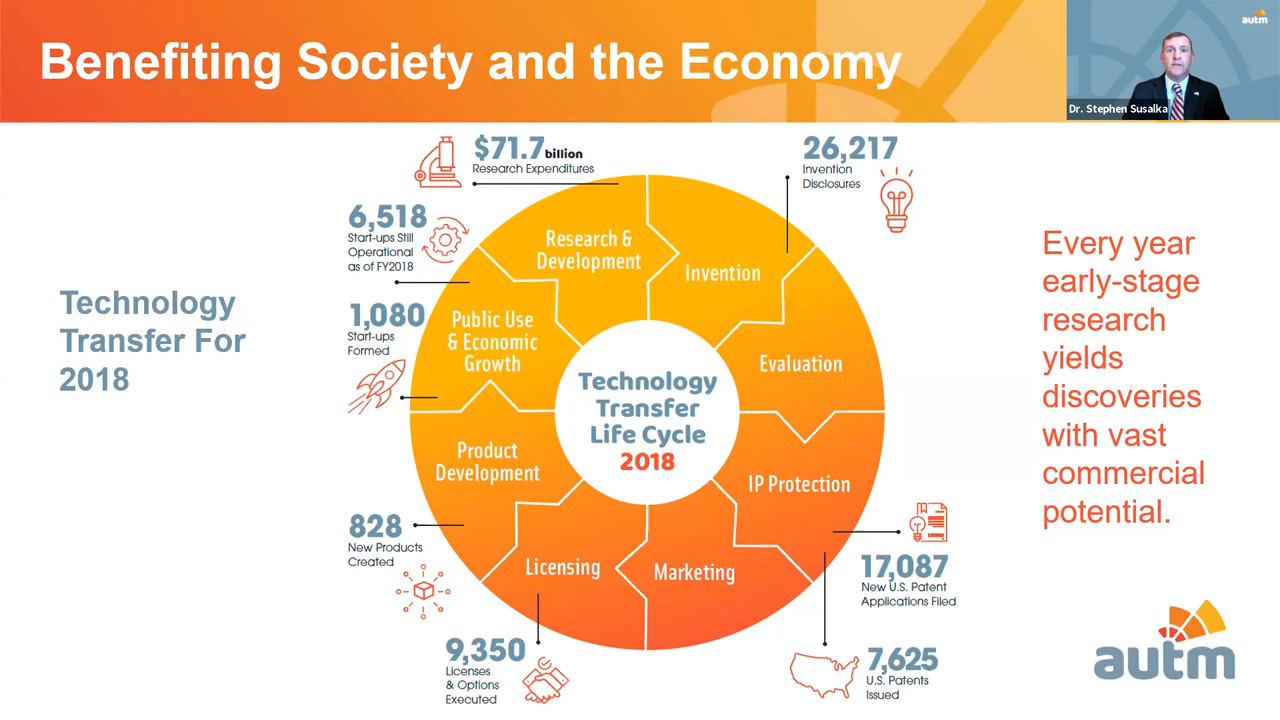 Benefiting Society and the Economy
autm
Dr. Stephen Susalka
Technology
Transfer For
2018
$71.7 billion
Research Expenditures
26,217
Invention
Disclosures
6,518
Start-ups Still
Operational
as of FY2018
1,080
Start-ups
Formed
828
New Products
Created
9,350
Licenses
& Options
Executed
17,087
New U.S. Patent
Applications Filed
7,625
U.S. Patents
Issued
Research &
Development
Invention
Evaluation
IP Protection
Marketing
Licensing
Product
Development
Public Use
& Economic
Growth
Technology
Transfer
Life Cycle
2018
Every year
early-stage
research
yields
discoveries
with vast
commercial
potential.
autm